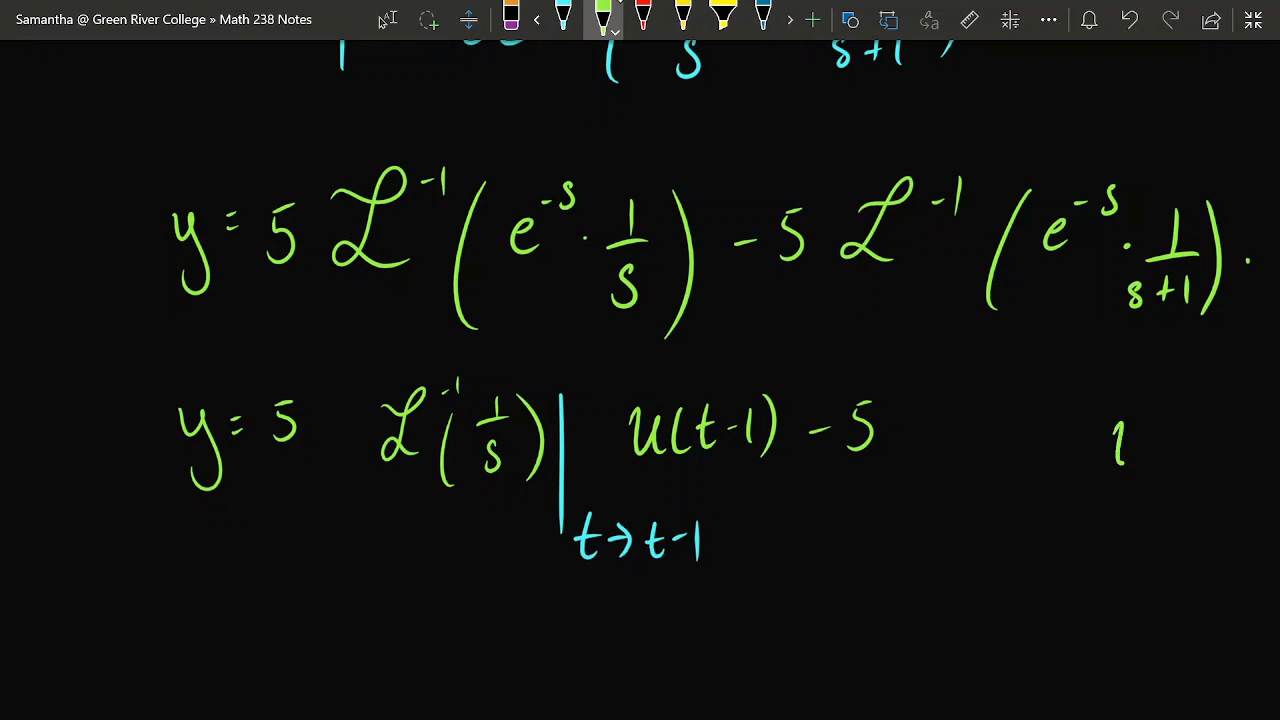 Samantha @ Green River College » Math 238 Notes
s s+1 )
y = 5 ℒ⁻¹( e⁻ˢ · 1/s ) - 5 ℒ⁻¹( e⁻ˢ · 1/(s+1) ).
y = 5 ℒ⁻¹( 1/s ) | u(t-1) - 5
t→t-1